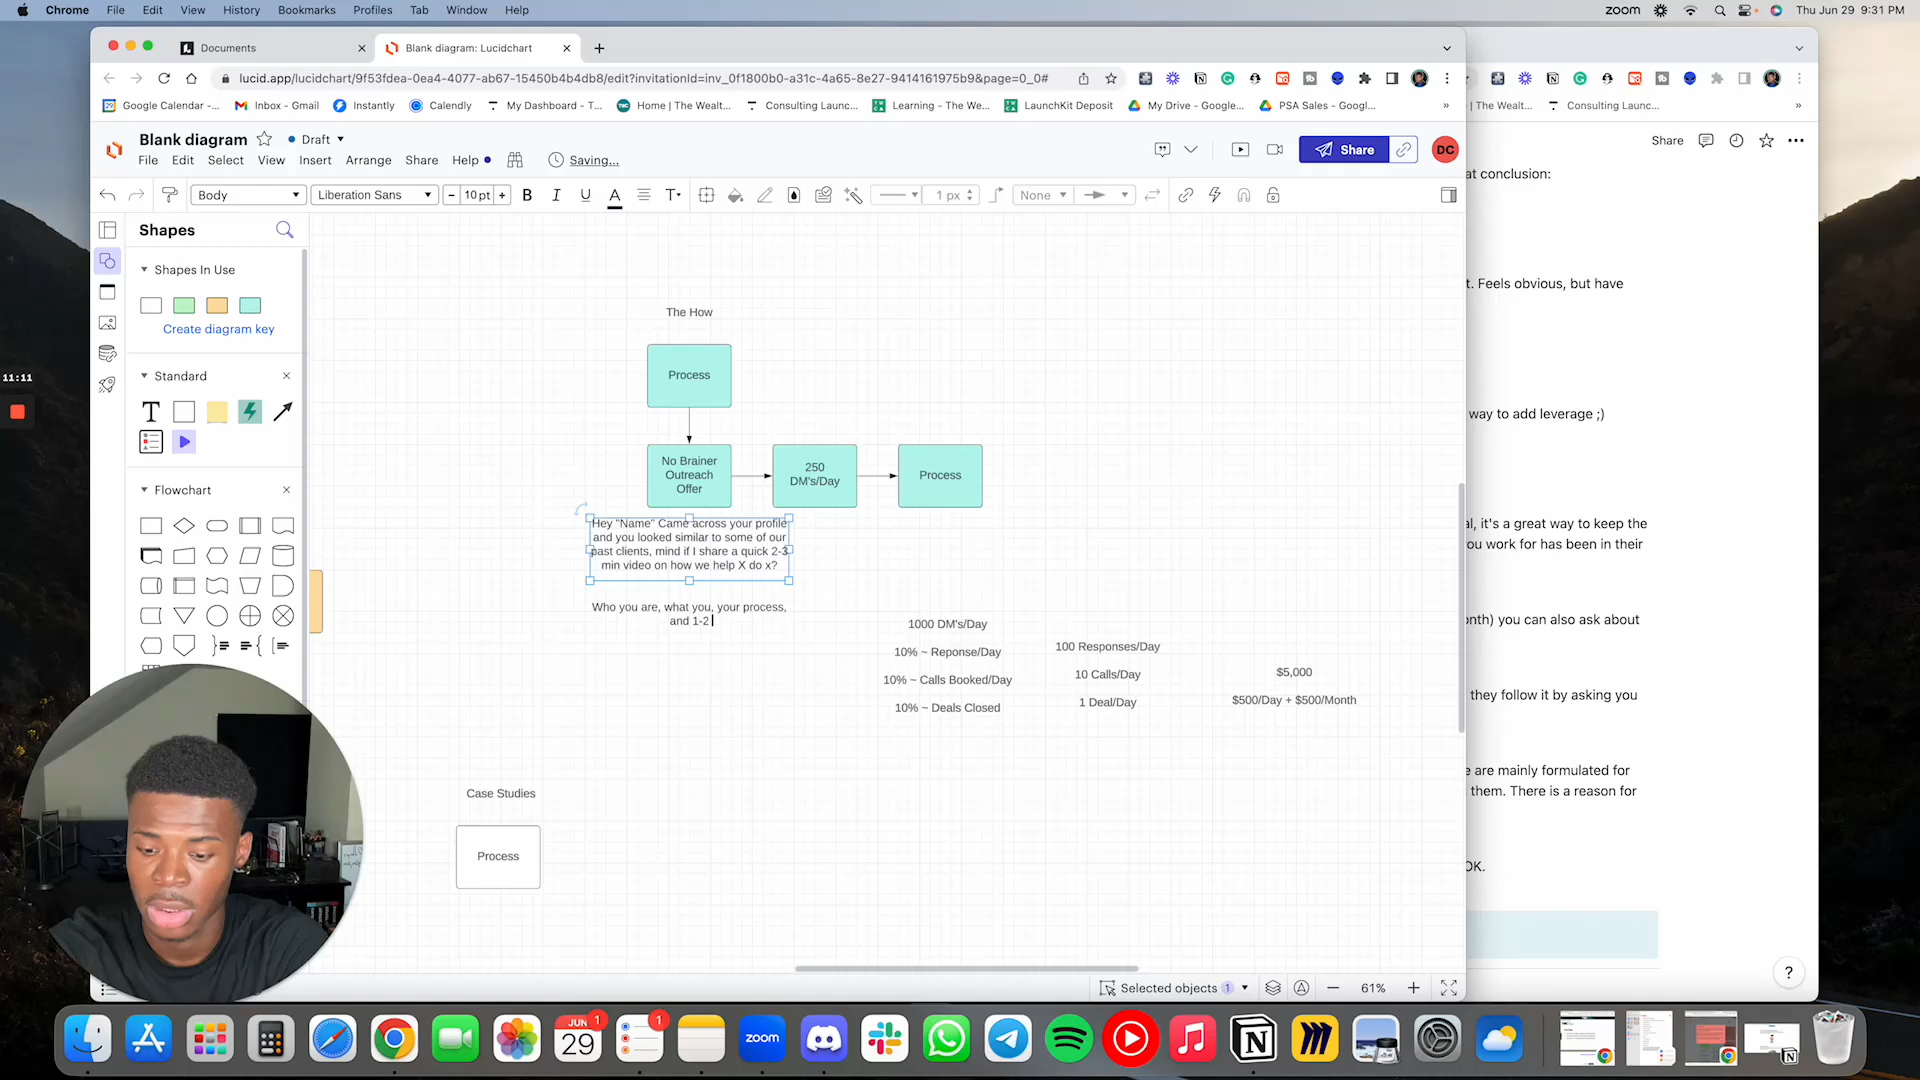 Chrome File Edit View History Bookmarks Profiles Tab Window Help
zoom Thu Jun 29 9:31 PM
Documents
Blank diagram: Lucidchart
lucid.app/lucidchart/9f53fdea-0ea4-4077-ab67-15450b4b4db8/edit?invitationId=inv_0f1800b0-a31c-4a65-8e27-9414161975b9&page=0_0#
Google Calendar -... Inbox - Gmail Instantly Calendly My Dashboard - T... Home | The Wealt... Consulting Launc... Learning - The We... LaunchKit Deposit My Drive - Google... PSA Sales - Googl... »
| The Wealt... Consulting Launc... »
Blank diagram Draft
File Edit Select View Insert Arrange Share Help Saving...
Share DC
Share
Body Liberation Sans 10 pt B I U A T 1 px None
Shapes
Shapes In Use
Create diagram key
Standard
T
Flowchart
11:11
The How
Process
No Brainer
Outreach
Offer
250
DM's/Day
Process
Hey "Name" Came across your profile
and you looked similar to some of our
past clients, mind if I share a quick 2-3
min video on how we help X do x?
Who you are, what you, your process,
and 1-2
1000 DM's/Day
10% ~ Reponse/Day
10% ~ Calls Booked/Day
10% ~ Deals Closed
100 Responses/Day
10 Calls/Day
1 Deal/Day
$5,000
$500/Day + $500/Month
Case Studies
Process
at conclusion:
t. Feels obvious, but have
way to add leverage ;)
al, it's a great way to keep the
ou work for has been in their
onth) you can also ask about
they follow it by asking you
e are mainly formulated for
them. There is a reason for
OK.
?
Selected objects 1 61%
JUN 1
29
1
zoom